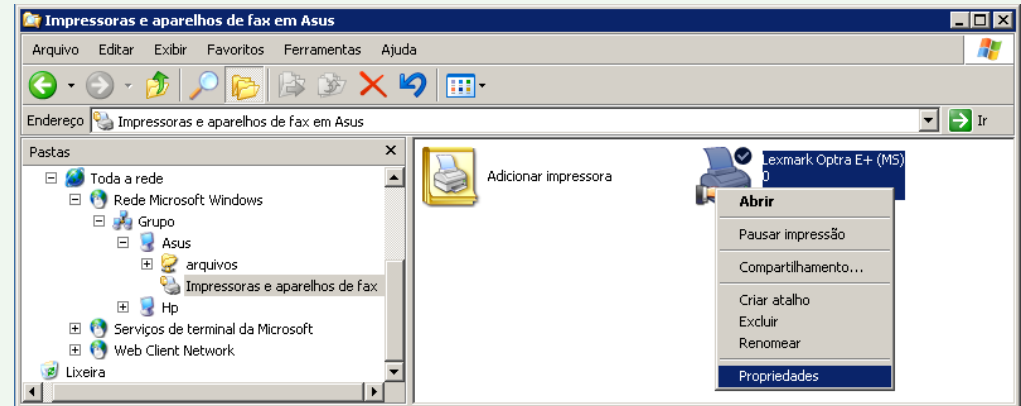 Impressoras e aparelhos de fax em Asus
Arquivo Editar Exibir Favoritos Ferramentas Ajuda
Endereço Impressoras e aparelhos de fax em Asus Ir
Pastas
Toda a rede
Rede Microsoft Windows
Grupo
Asus
arquivos
Impressoras e aparelhos de fax
Hp
Serviços de terminal da Microsoft
Web Client Network
Lixeira
Adicionar impressora
Lexmark Optra E+ (MS)
0
Abrir
Pausar impressão
Compartilhamento...
Criar atalho
Excluir
Renomear
Propriedades